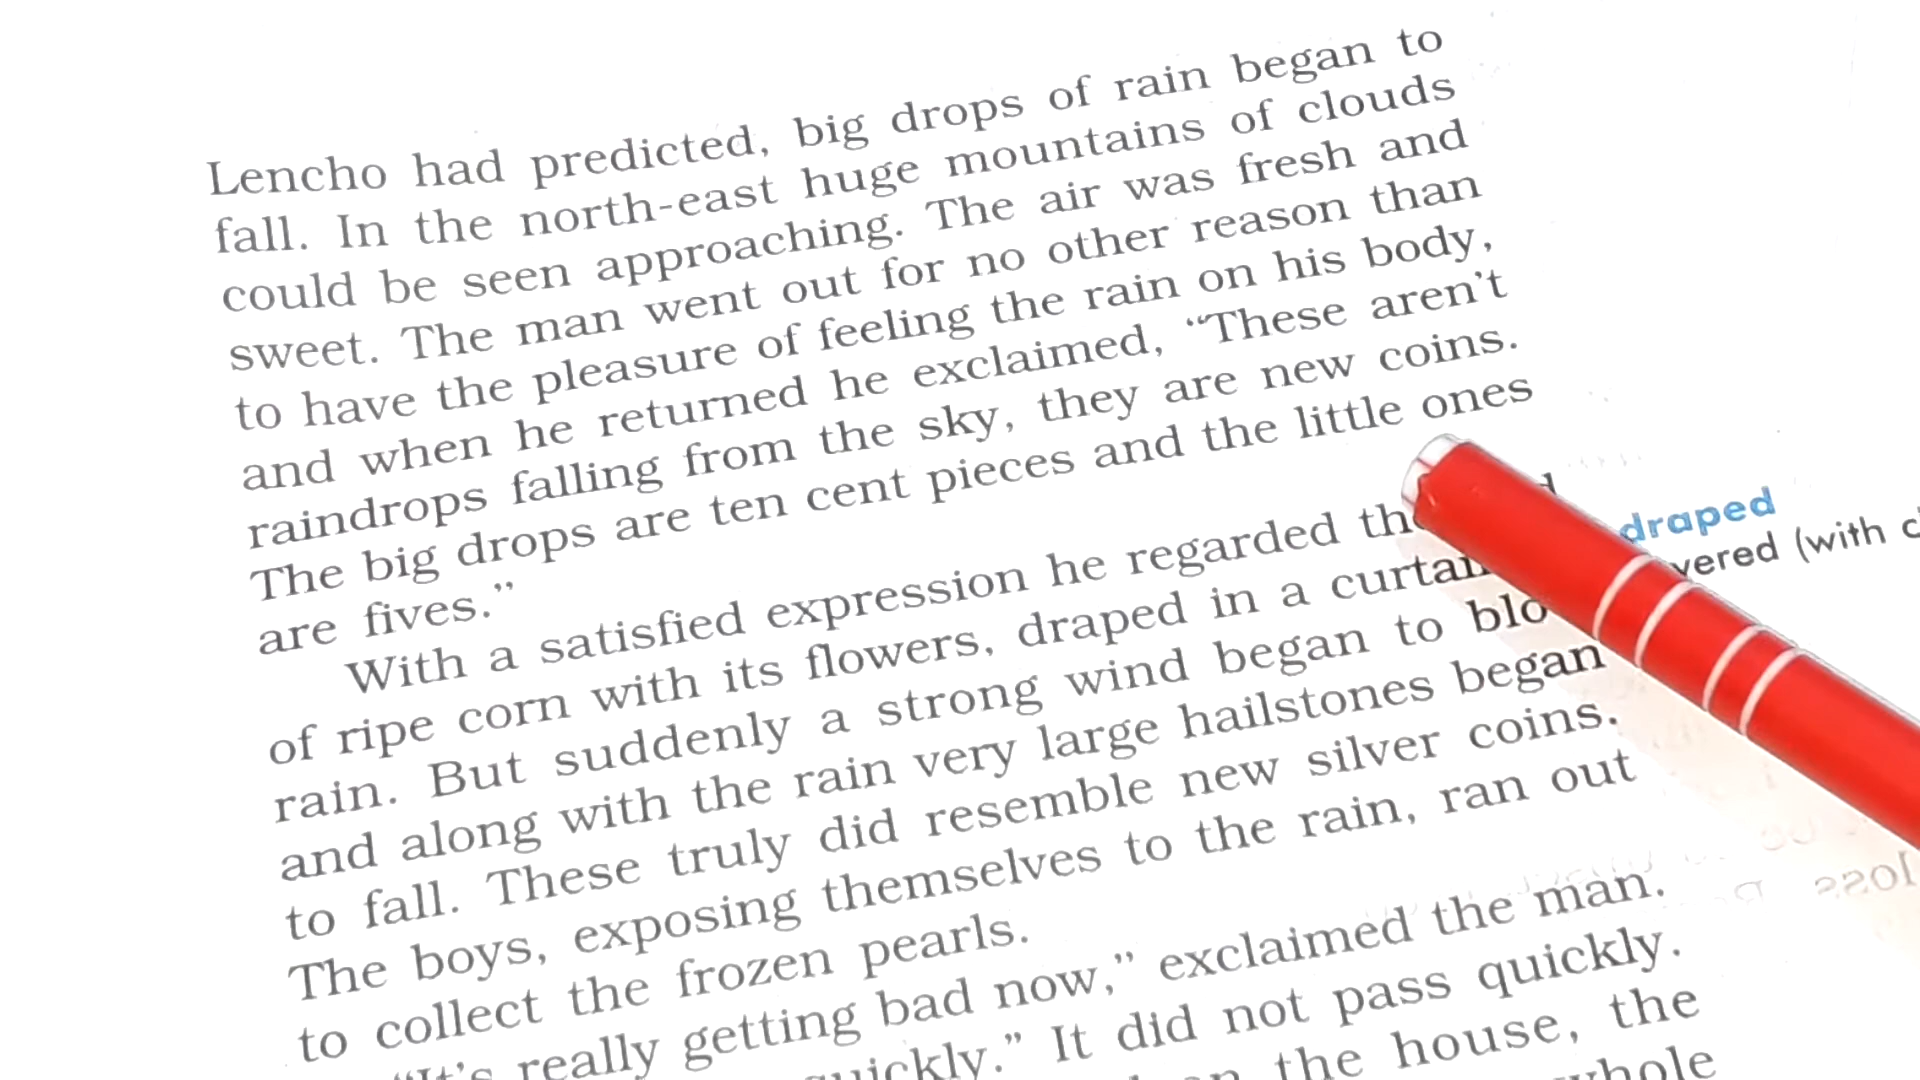 Lencho had predicted, big drops of rain began to
fall. In the north-east huge mountains of clouds
could be seen approaching. The air was fresh and
sweet. The man went out for no other reason than
to have the pleasure of feeling the rain on his body,
and when he returned he exclaimed, “These aren’t
raindrops falling from the sky, they are new coins.
The big drops are ten cent pieces and the little ones
are fives.”
With a satisfied expression he regarded the
of ripe corn with its flowers, draped in a
rain. But suddenly a strong wind began to
and along with the rain very large hailstones began
to fall. These truly did resemble new silver coins.
The boys, exposing themselves to the rain, ran out
to collect the frozen pearls.
“It’s really getting bad now,” exclaimed the man.
It did not pass quickly.
the house, the
whole
draped
(with